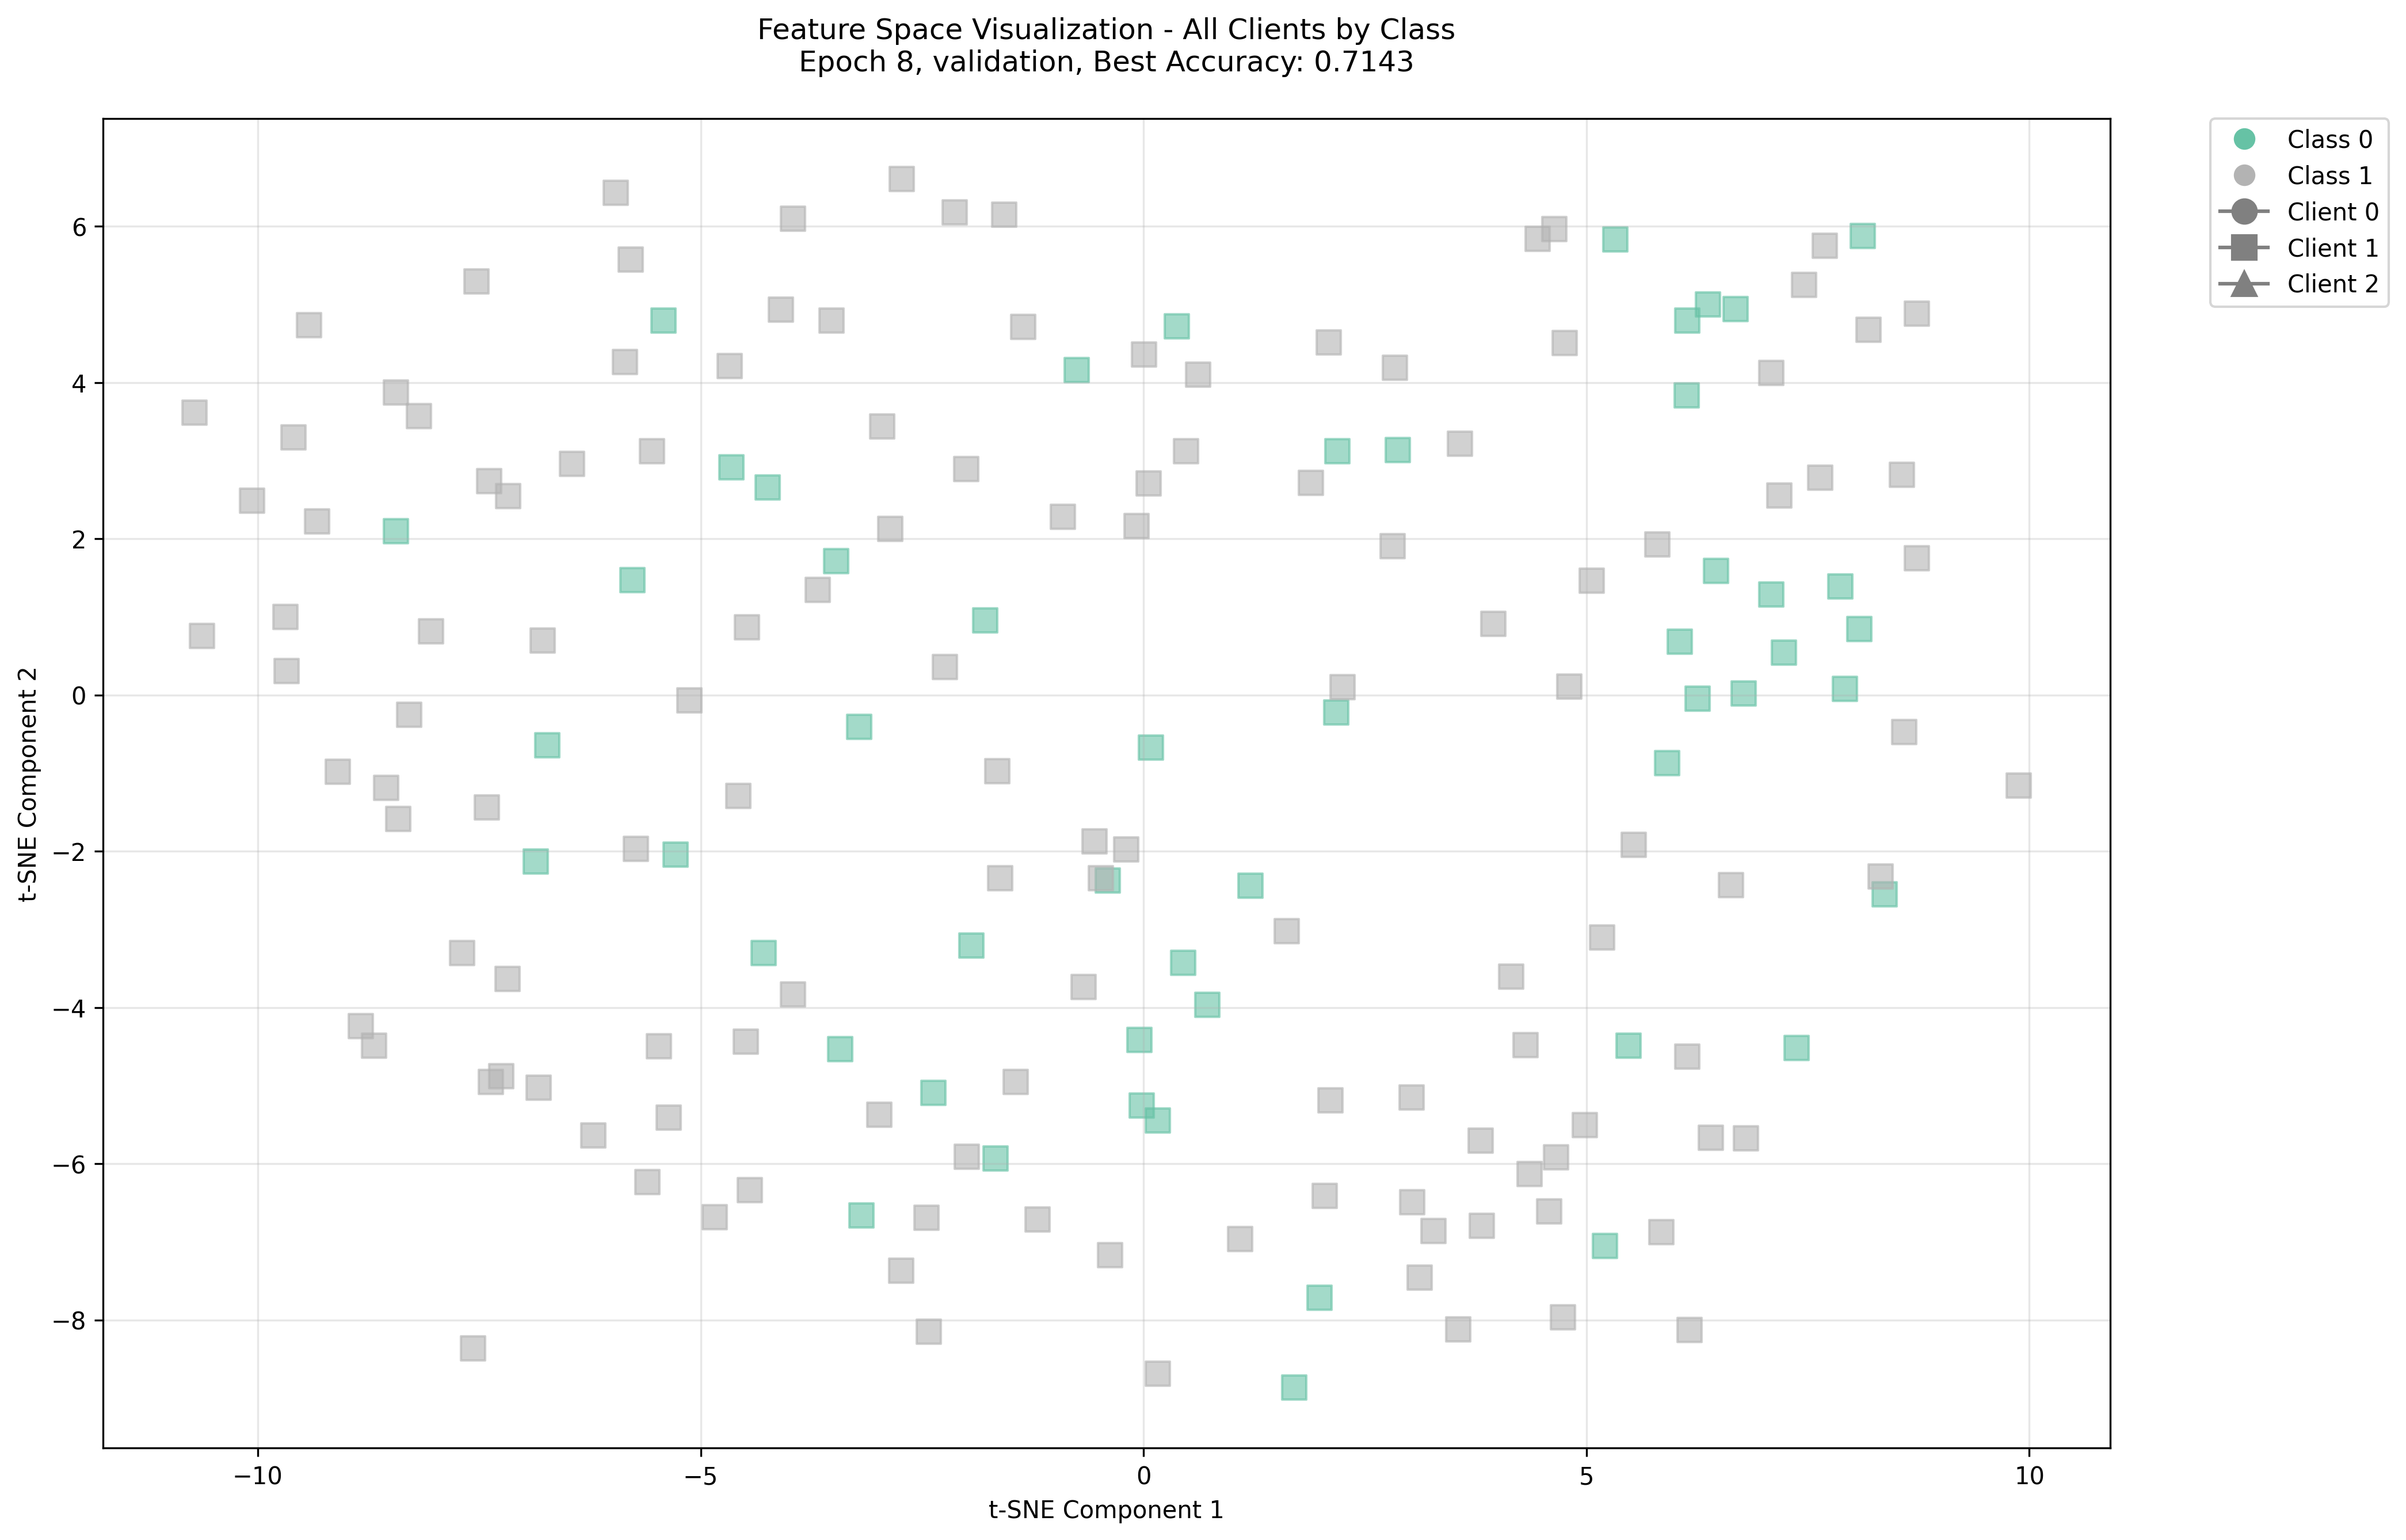 Feature Space Visualization - All Clients by Class
Epoch 8, validation, Best Accuracy: 0.7143
Class 0
Class 1
Client 0
Client 1
Client 2
6
4
2
0
−2
−4
−6
−8
t-SNE Component 2
−10
−5
0
5
10
t-SNE Component 1